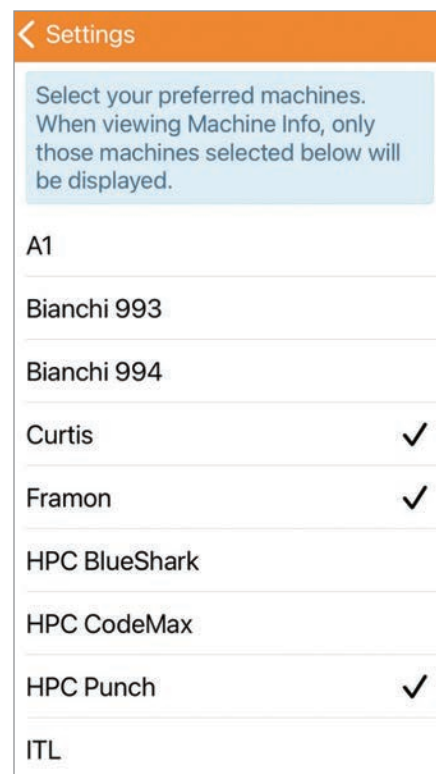 Settings
Select your preferred machines.
When viewing Machine Info, only
those machines selected below will
be displayed.
A1
Bianchi 993
Bianchi 994
Curtis
Framon
HPC BlueShark
HPC CodeMax
HPC Punch
ITL